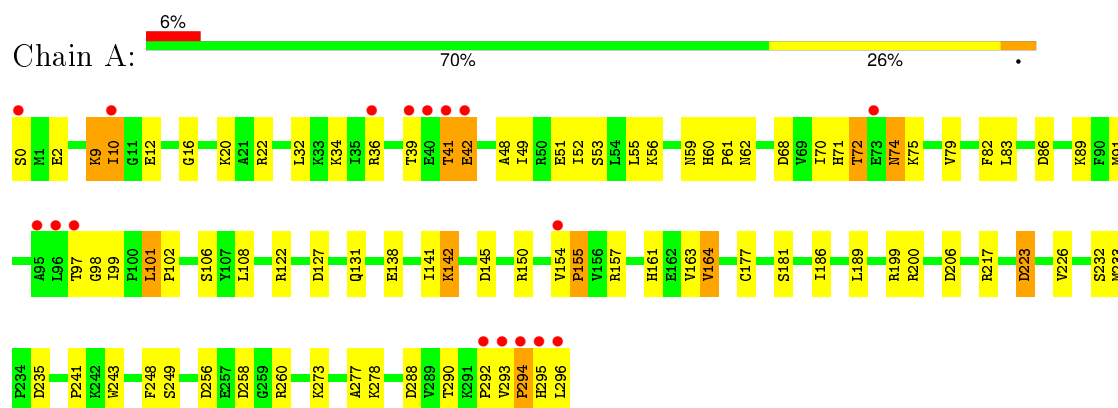 6%
Chain A:
70% 26% •
S0 M1 E2 K9 I10 G11 E12 G16 K20 A21 R22 L32 K33 K34 I35 R36 T39 E40 T41 E42 A48 I49 R50 E51 I52 S53 L54 L55 K56 N59 H60 P61 N62 D68 V69 I70 H71 T72 E73 N74 K75 V79 F82 L83 D86 K89 F90 M91
A95 L96 T97 G98 I99 P100 L101 P102 S106 Y107 L108 R122 D127 Q131 E138 I141 K142 D145 R150 V154 P155 V156 R157 H161 E162 V163 V164 C177 S181 I186 L189 R199 R200 D206 R217 D223 V226 S232 M233
P234 D235 P241 K242 W243 F248 S249 D256 E257 D258 G259 R260 K273 A277 K278 D288 V289 T290 K291 P292 V293 P294 H295 L296